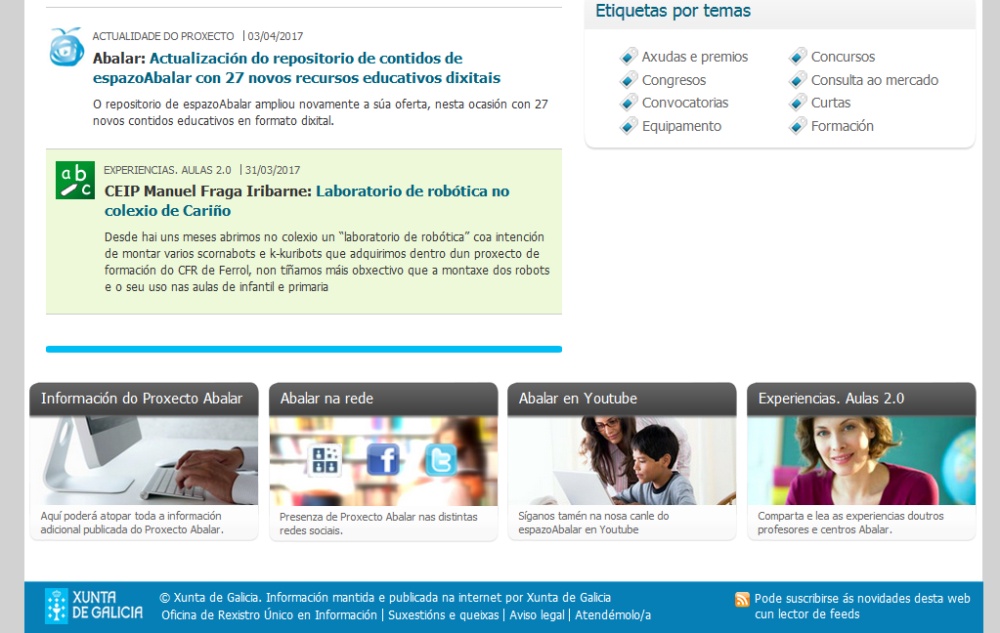 ACTUALIDADE DO PROXECTO | 03/04/2017
Abalar: Actualización do repositorio de contidos de
espazoAbalar con 27 novos recursos educativos dixitais
O repositorio de espazoAbalar ampliou novamente a súa oferta, nesta ocasión con 27
novos contidos educativos en formato dixital.
a b c
EXPERIENCIAS. AULAS 2.0 | 31/03/2017
CEIP Manuel Fraga Iribarne: Laboratorio de robótica no
colexio de Cariño
Desde hai uns meses abrimos no colexio un “laboratorio de robótica” coa intención
de montar varios scornabots e k-kuribots que adquirimos dentro dun proxecto de
formación do CFR de Ferrol, non tiñamos máis obxectivo que a montaxe dos robots
e o seu uso nas aulas de infantil e primaria
Etiquetas por temas
Axudas e premios
Concursos
Congresos
Consulta ao mercado
Convocatorias
Curtas
Equipamento
Formación
Información do Proxecto Abalar
Aquí poderá atopar toda a información
adicional publicada do Proxecto Abalar.
Abalar na rede
f
t
Presenza de Proxecto Abalar nas distintas
redes sociais.
Abalar en Youtube
Síganos tamén na nosa canle do
espazoAbalar en Youtube
Experiencias. Aulas 2.0
Comparta e lea as experiencias doutros
profesores e centros Abalar.
XUNTA
DE GALICIA
© Xunta de Galicia. Información mantida e publicada na internet por Xunta de Galicia
Oficina de Rexistro Único en Información | Suxestións e queixas | Aviso legal | Atendémolo/a
Pode suscribirse ás novidades desta web
cun lector de feeds